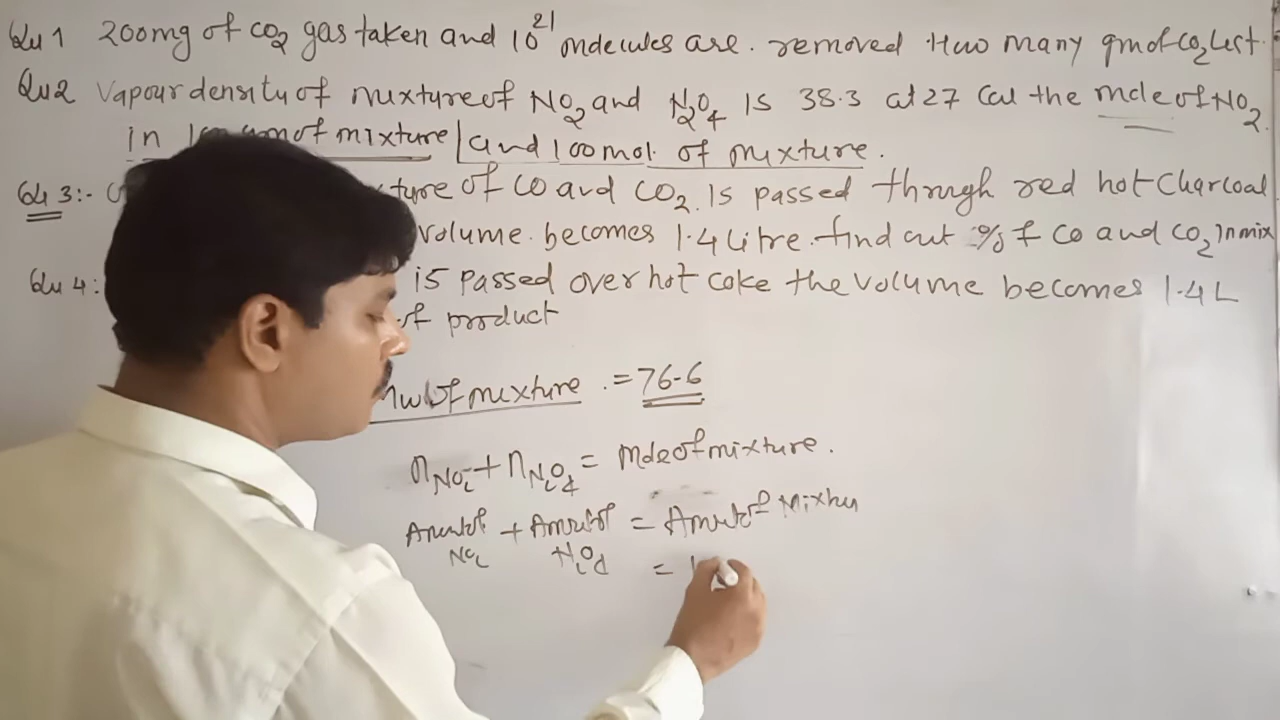 Qu 1 200mg of CO2 gas taken and 10^21 molecules are . removed How many gm of CO2 Left .
Qu 2 Vapour density of mixture of NO2 and N2O4 is 38.3 at 27 Cal the mole of NO2
in gm of mixture | and 100 mol. of mixture .
Qu 3:- of CO and CO2 is passed through red hot Charcoal
volume . becomes 1.4 Litre . find out % of CO and CO2 in mix
Qu 4: is passed over hot coke the volume becomes 1.4 L
of product
Mw of mixture . = 76.6
nNO2 + nN2O4 = mole of mixture .
Amount of + Amount of = Amount of Mixture
NO2 N2O4 =